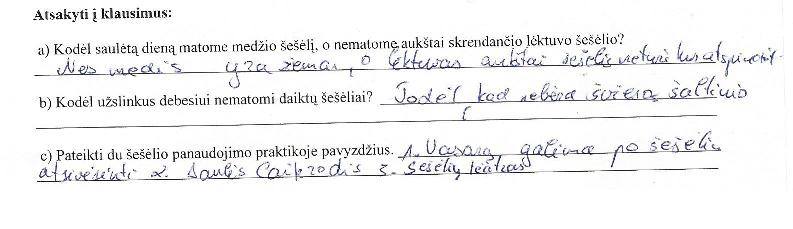 Atsakyti į klausimus:
a) Kodėl saulėtą dieną matome medžio šešėlį, o nematome aukštai skrendančio lėktuvo šešėlio?
Nes medis yra žemai, o lėktuvas aukštai šešėlis neturi kur atspindėt
b) Kodėl užslinkus debesiui nematomi daiktų šešėliai? Todėl kad nebėra šviesos šaltinio
c) Pateikti du šešėlio panaudojimo praktikoje pavyzdžius. 1. Vasarą galima po šešėliu
atsivėsinti 2. Saulės Laikrodis 3. Šešėlių teatras